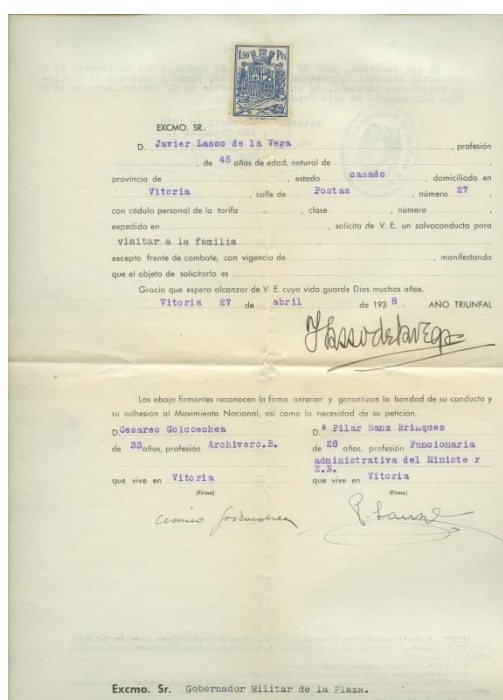 1,50 Pts
EXCMO. SR.:
D. Javier Lasso de la Vega , profesión
, de 45 años de edad, natural de ,
provincia de , estado casado , domiciliado en
Vitoria , calle de Postas , número 27 ,
con cédula personal de la tarifa , clase , número ,
expedida en , solicita de V. E. un salvoconducto para
visitar a la familia
excepto frente de combate, con vigencia de , manifestando
que el objeto de solicitarlo es
Gracia que espera alcanzar de V. E. cuya vida guarde Dios muchos años.
Vitoria 27 de abril de 193 8. AÑO TRIUNFAL
J Lasso de la Vega
Los abajo firmantes reconocen la firma anterior y garantizan la bondad de su conducta y
su adhesión al Movimiento Nacional, así como la necesidad de su petición.
D. Cesareo Goicoechea D.ª Pilar Sanz Brinques
de 33 años, profesión Archivero.B. de 28 años, profesión Funcionaria
administrativa del Ministe r
E.N.
que vive en Vitoria que vive en Vitoria
(Firma) (Firma)
Cesareo Goicoechea P. Sanz
Excmo. Sr. Gobernador Militar de la Plaza.